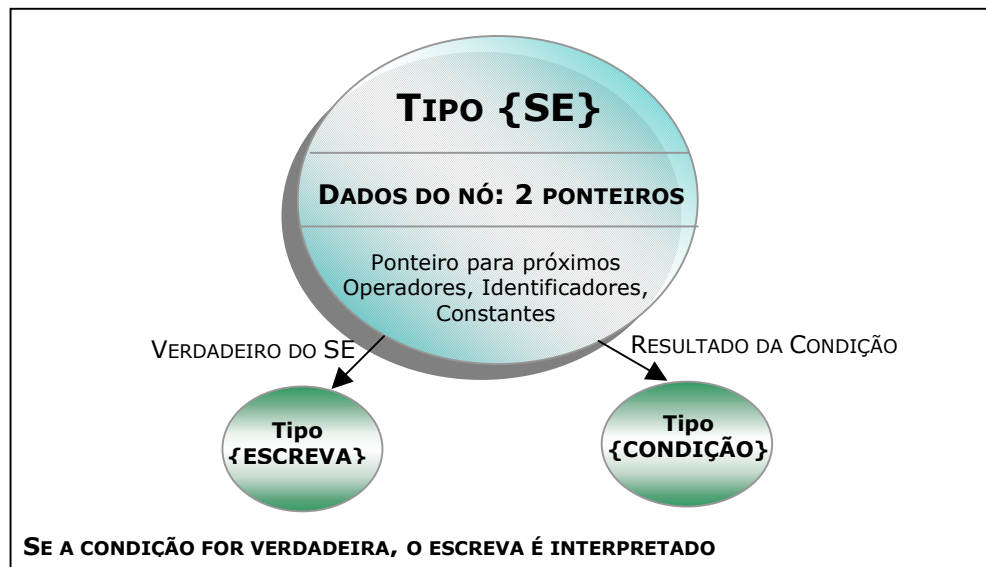 TIPO {SE}
DADOS DO NÓ: 2 PONTEIROS
Ponteiro para próximos
Operadores, Identificadores,
Constantes
VERDADEIRO DO SE
RESULTADO DA CONDIÇÃO
Tipo
{ESCREVA}
Tipo
{CONDIÇÃO}
SE A CONDIÇÃO FOR VERDADEIRA, O ESCREVA É INTERPRETADO